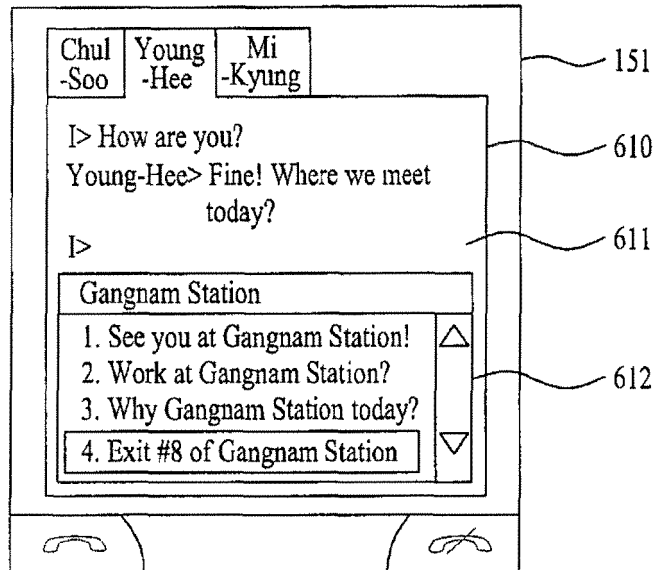 Chul
-Soo
Young
-Hee
Mi
-Kyung
151
I> How are you?
610
Young-Hee> Fine! Where we meet
today?
I>
611
Gangnam Station
1. See you at Gangnam Station!
2. Work at Gangnam Station?
612
3. Why Gangnam Station today?
4. Exit #8 of Gangnam Station